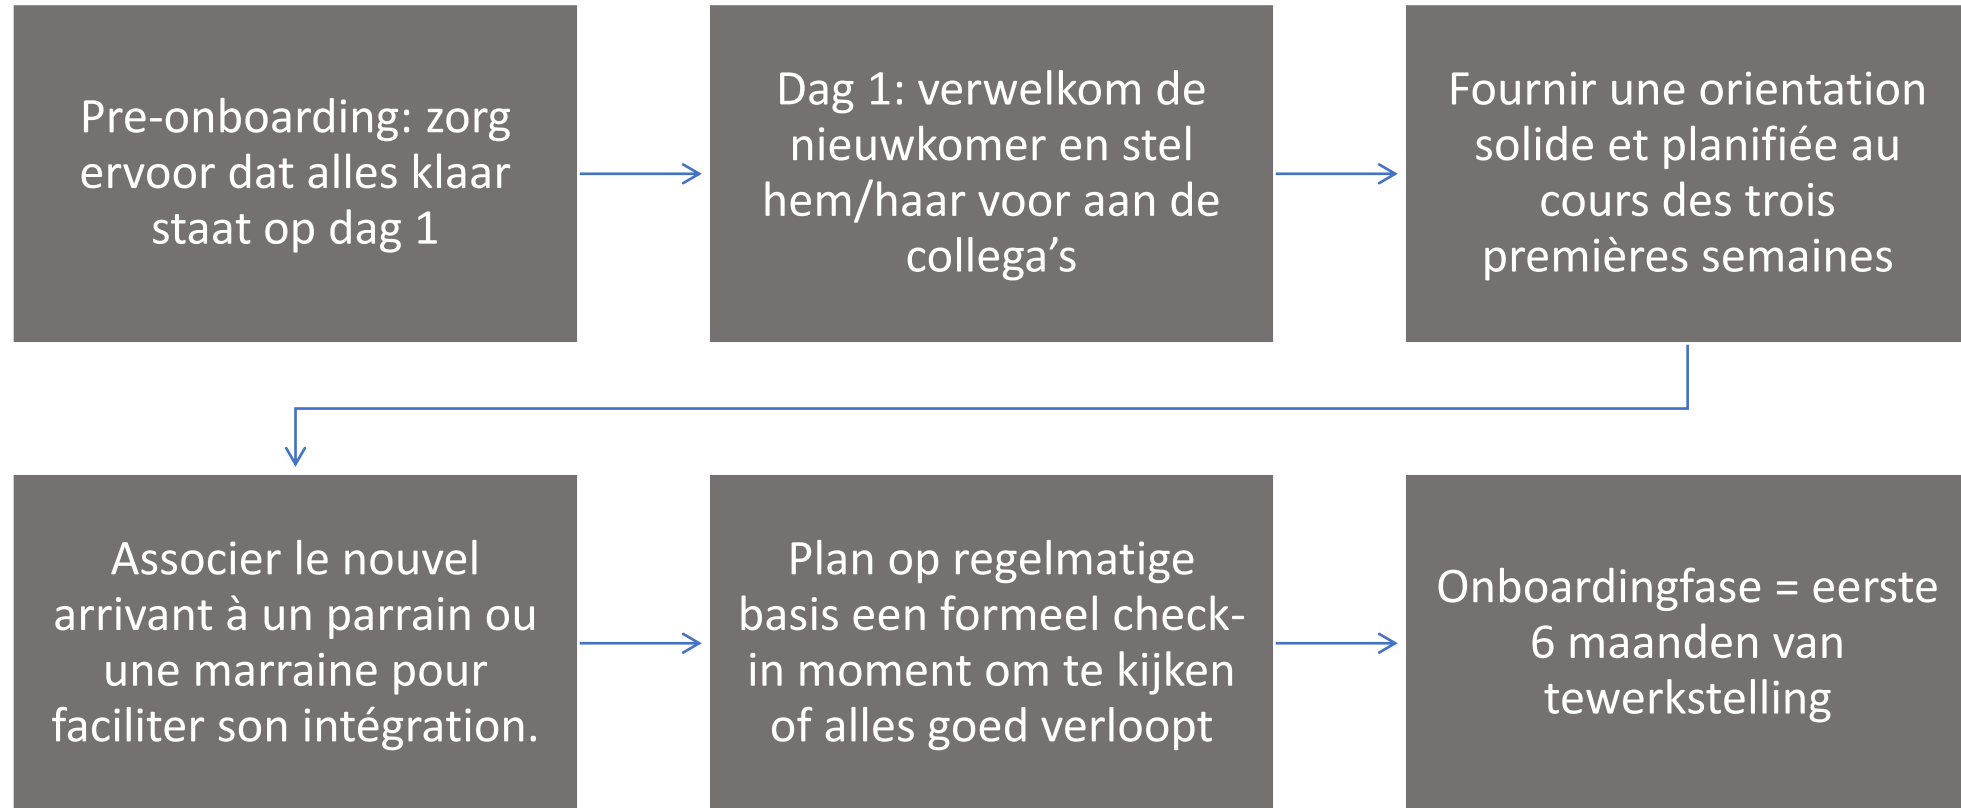 Pre-onboarding: zorg
ervoor dat alles klaar
staat op dag 1
Dag 1: verwelkom de
nieuwkomer en stel
hem/haar voor aan de
collega’s
Fournir une orientation
solide et planifiée au
cours des trois
premières semaines
Associer le nouvel
arrivant à un parrain ou
une marraine pour
faciliter son intégration.
Plan op regelmatige
basis een formeel check-
in moment om te kijken
of alles goed verloopt
Onboardingfase = eerste
6 maanden van
tewerkstelling